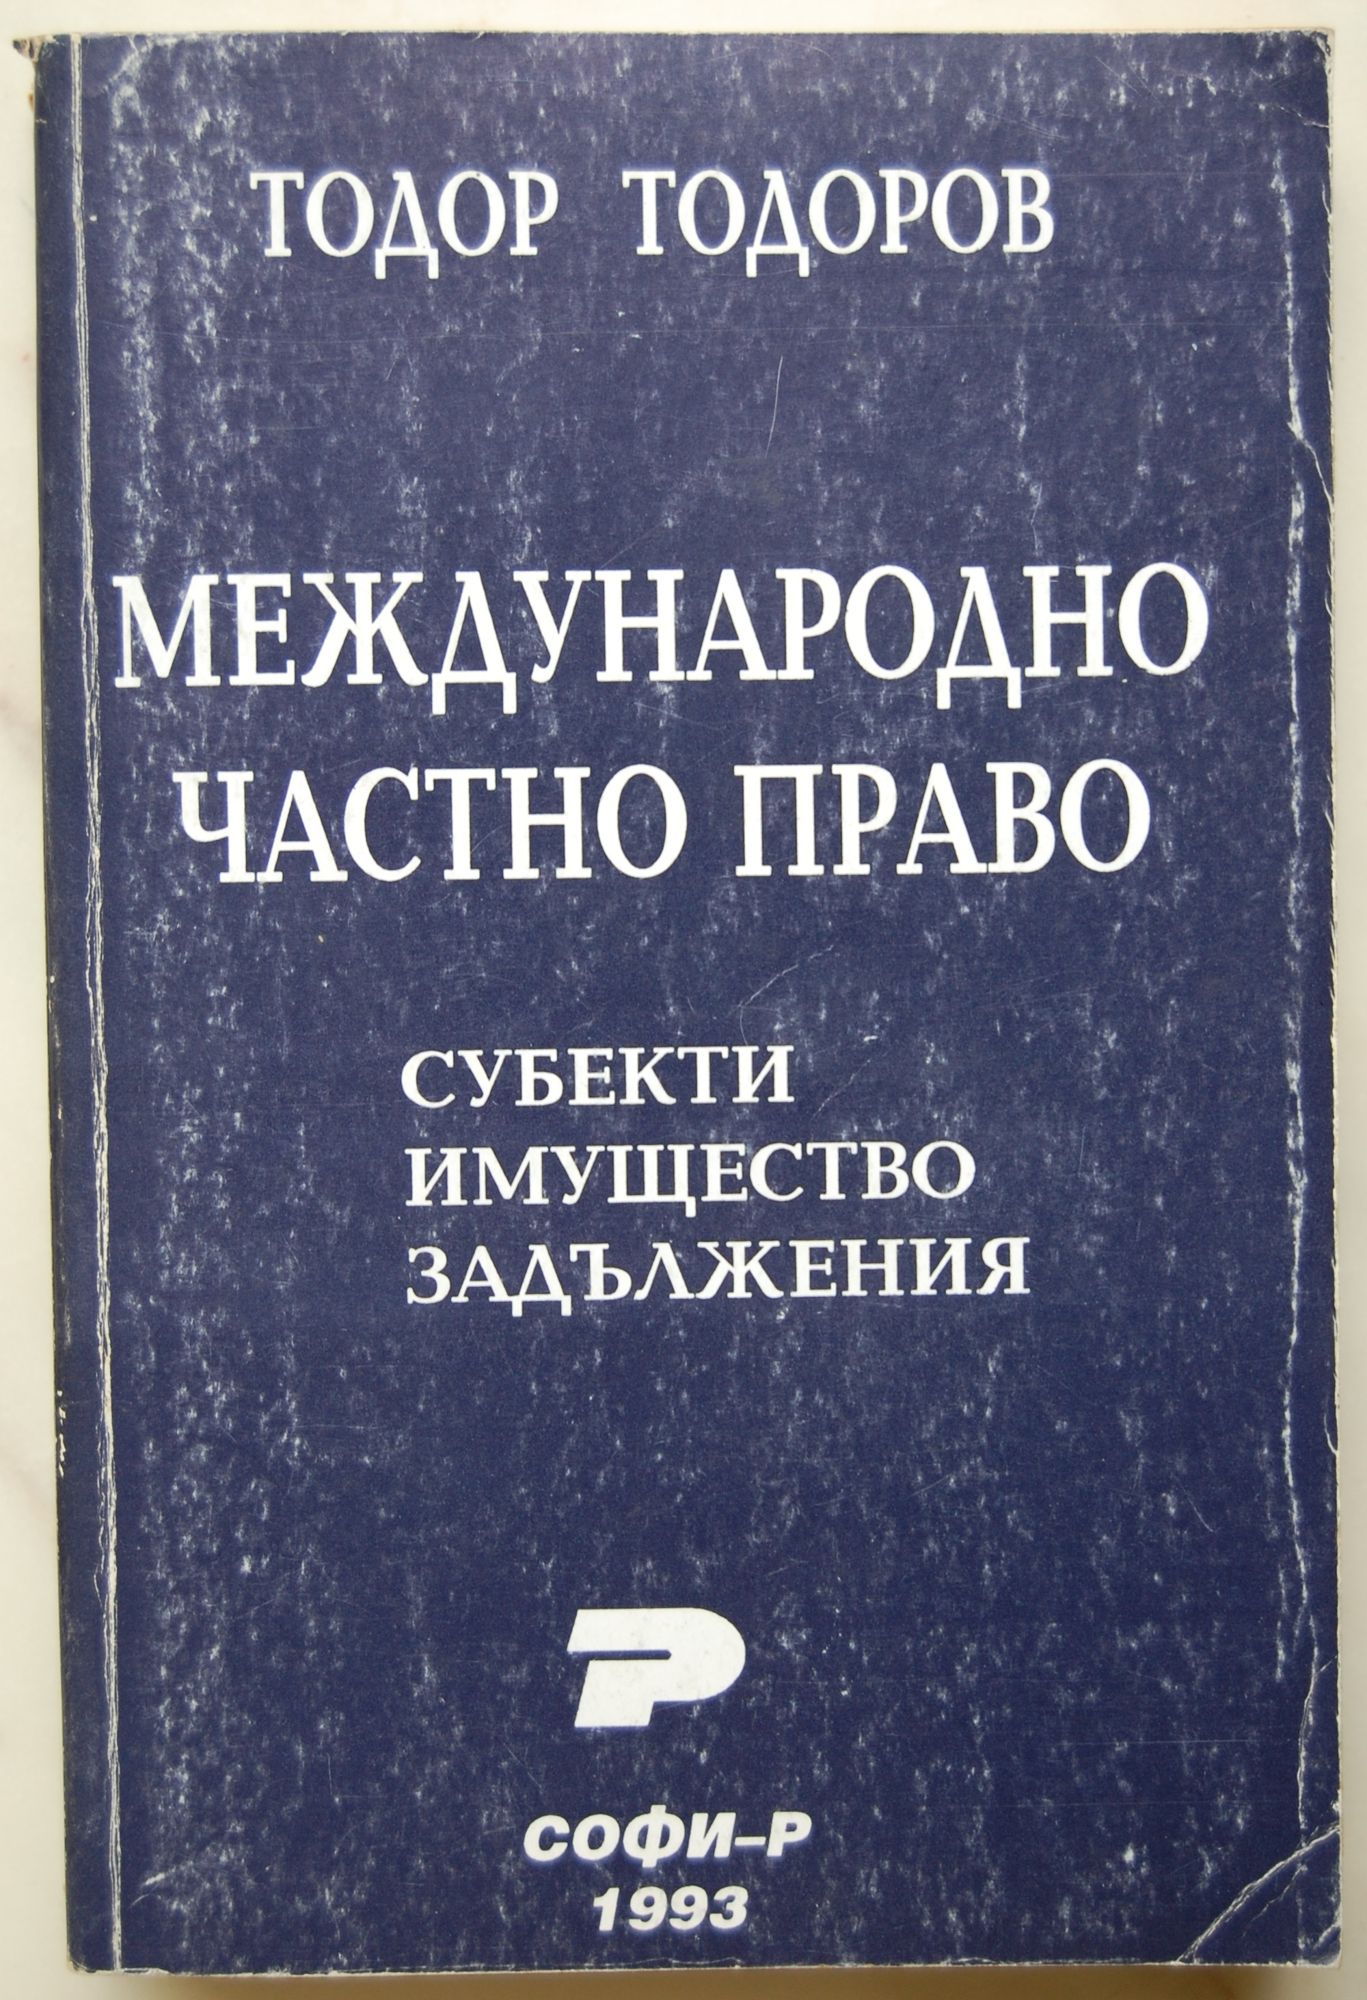 ТОДОР ТОДОРОВ
МЕЖДУНАРОДНО
ЧАСТНО ПРАВО
СУБЕКТИ
ИМУЩЕСТВО
ЗАДЪЛЖЕНИЯ
Р
СОФИ-Р
1993